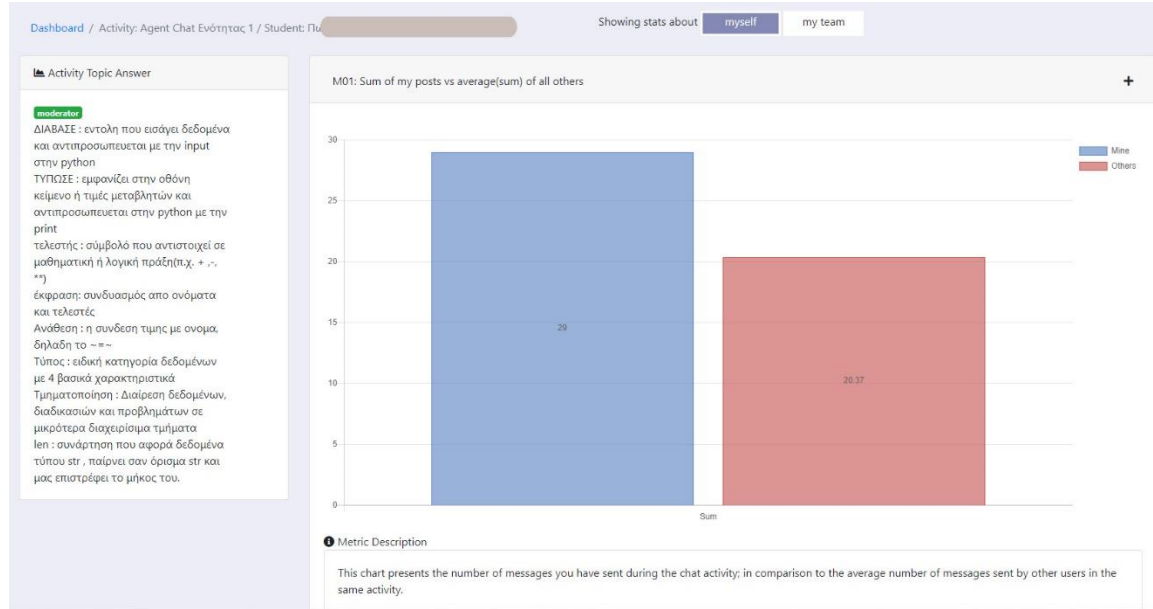 Dashboard / Activity: Agent Chat Ενότητας 1 / Student: Πω
Showing stats about myself my team
Activity Topic Answer
moderator
ΔΙΑΒΑΣΕ : εντολη που εισάγει δεδομένα
και αντιπροσωπευεται με την input
στην python
ΤΥΠΩΣΕ : εμφανίζει στην οθόνη
κείμενο ή τιμές μεταβλητών και
αντιπροσωπευεται στην python με την
print
τελεστής : σύμβολό που αντιστοιχεί σε
μαθηματική ή λογική πράξη(π.χ. + ,-,
**)
έκφραση: συνδυασμός απο ονόματα
και τελεστές
Ανάθεση : η συνδεση τιμης με ονομα,
δηλαδη το ~=~
Τύπος : ειδική κατηγορία δεδομένων
με 4 βασικά χαρακτηριστικά
Τμηματοποίηση : Διαίρεση δεδομένων,
διαδικασιών και προβλημάτων σε
μικρότερα διαχειρίσιμα τμήματα
len : συνάρτηση που αφορά δεδομένα
τύπου str , παίρνει σαν όρισμα str και
μας επιστρέφει το μήκος του.
M01: Sum of my posts vs average(sum) of all others
+
Mine
Others
30
25
20
15
10
5
0
29
20.37
Sum
Metric Description
This chart presents the number of messages you have sent during the chat activity; in comparison to the average number of messages sent by other users in the
same activity.